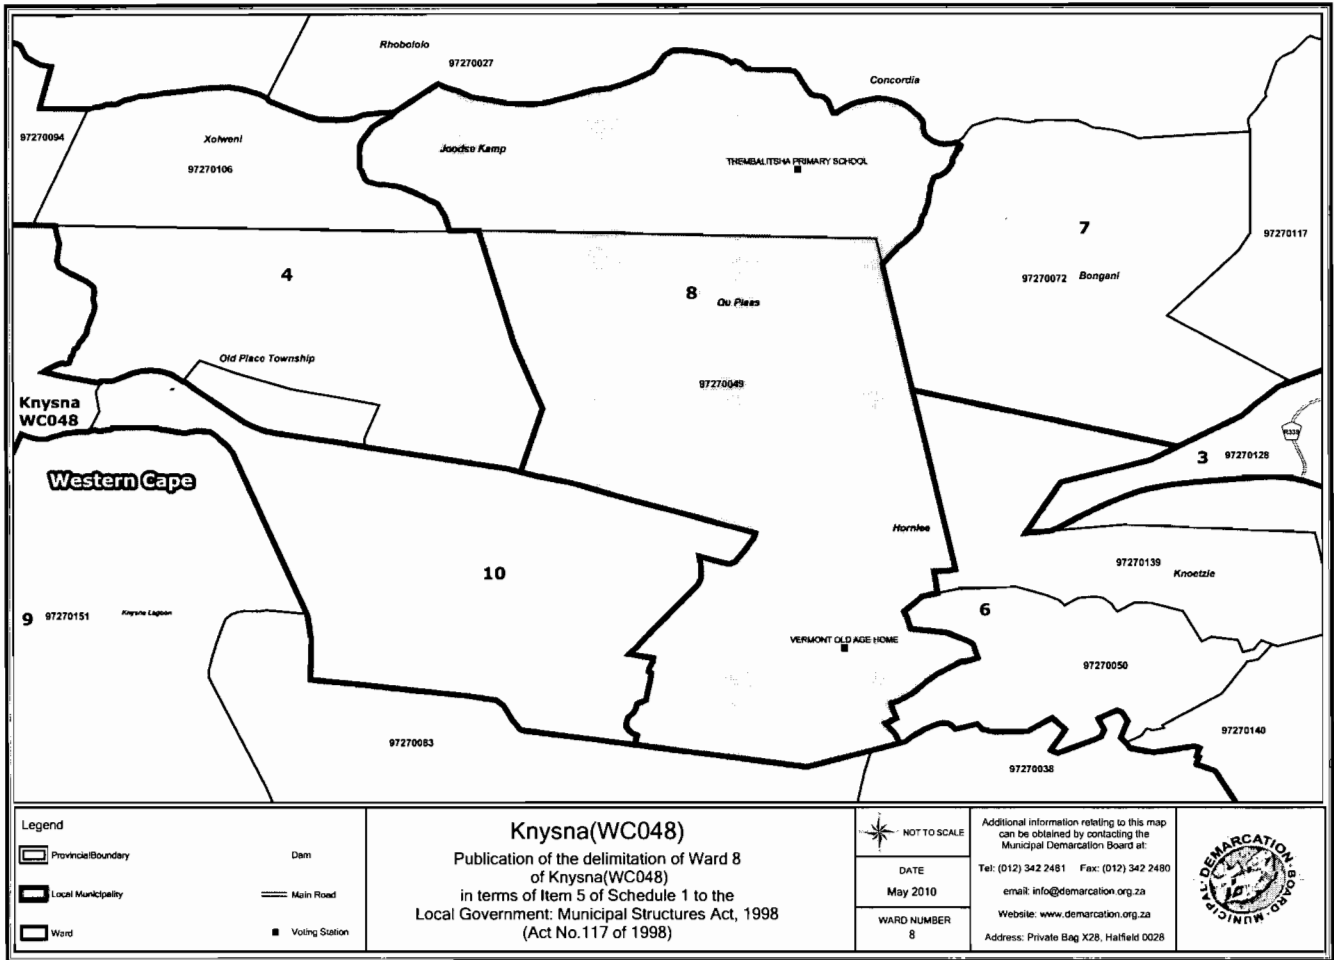 Rhobololo
97270027
Concordia
97270094
Xolweni
97270106
Joodse Kamp
THEMBALITSHA PRIMARY SCHOOL
7
97270117
4
97270072 Bongani
8
Ou Plaas
Old Place Township
97270049
Knysna
WC048
R339
3 97270128
Western Cape
Hornlee
10
97270139
Knoetzie
9 97270151 Knysna Lagoon
6
VERMONT OLD AGE HOME
97270050
97270083
97270140
97270038
Legend
ProvincialBoundary
Dam
Local Municipality
Main Road
Ward
Voting Station
Knysna(WC048)
Publication of the delimitation of Ward 8
of Knysna(WC048)
in terms of Item 5 of Schedule 1 to the
Local Government: Municipal Structures Act, 1998
(Act No.117 of 1998)
NOT TO SCALE
DATE
May 2010
WARD NUMBER
8
Additional information relating to this map
can be obtained by contacting the
Municipal Demarcation Board at:
Tel: (012) 342 2481 Fax: (012) 342 2480
email: info@demarcation.org.za
Website: www.demarcation.org.za
Address: Private Bag X28, Hatfield 0028
MUNICIPAL DEMARCATION BOARD